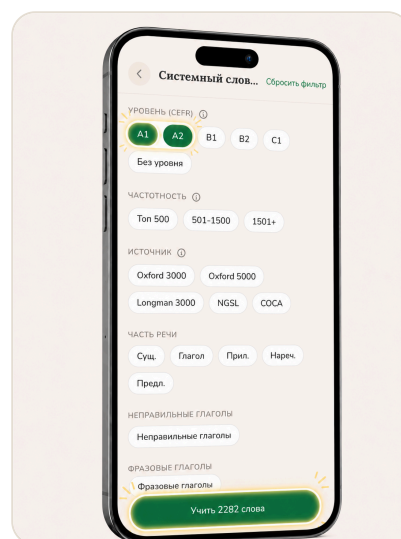 Системный слов... Сбросить фильтр
УРОВЕНЬ (CEFR)
A1 A2 B1 B2 C1
Без уровня
ЧАСТОТНОСТЬ
Топ 500 501-1500 1501+
ИСТОЧНИК
Oxford 3000 Oxford 5000
Longman 3000 NGSL COCA
ЧАСТЬ РЕЧИ
Сущ. Глагол Прил. Нареч.
Предл.
НЕПРАВИЛЬНЫЕ ГЛАГОЛЫ
Неправильные глаголы
ФРАЗОВЫЕ ГЛАГОЛЫ
Фразовые глаголы
Учить 2282 слова